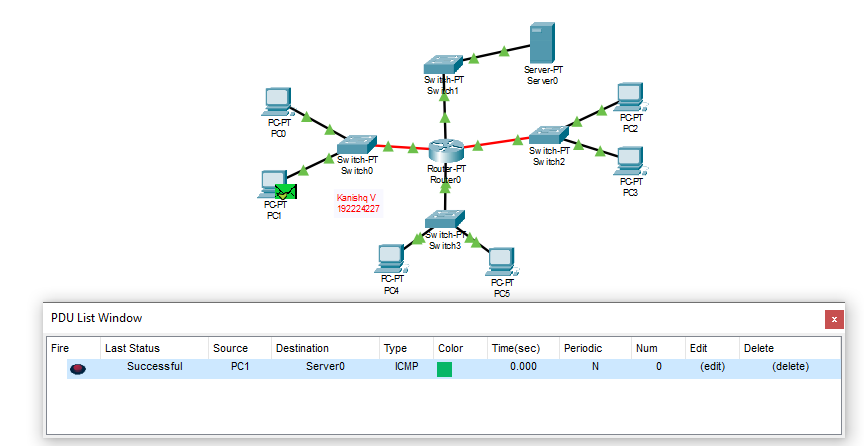 Server-PT
Server0
Switch-PT
Switch1
PC-PT
PC0
PC-PT
PC2
Switch-PT
Switch0
Router-PT
Router0
Switch-PT
Switch2
PC-PT
PC3
PC-PT
PC1
Kanishq V
192224227
Switch-PT
Switch3
PC-PT
PC4
PC-PT
PC5
PDU List Window
x
Fire Last Status Source Destination Type Color Time(sec) Periodic Num Edit Delete
Successful PC1 Server0 ICMP 0.000 N 0 (edit) (delete)